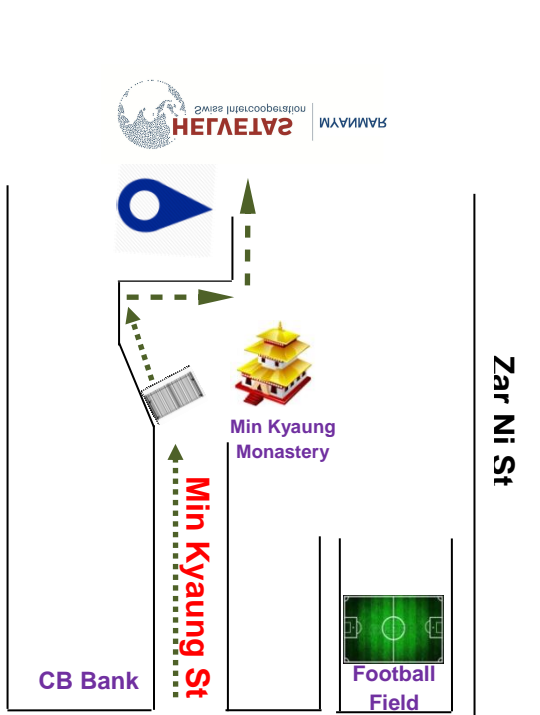 Swiss Intercooperation
HELVETAS
MYANMAR
Min Kyaung
Monastery
Zar Ni St
Min Kyaung St
CB Bank
Football
Field